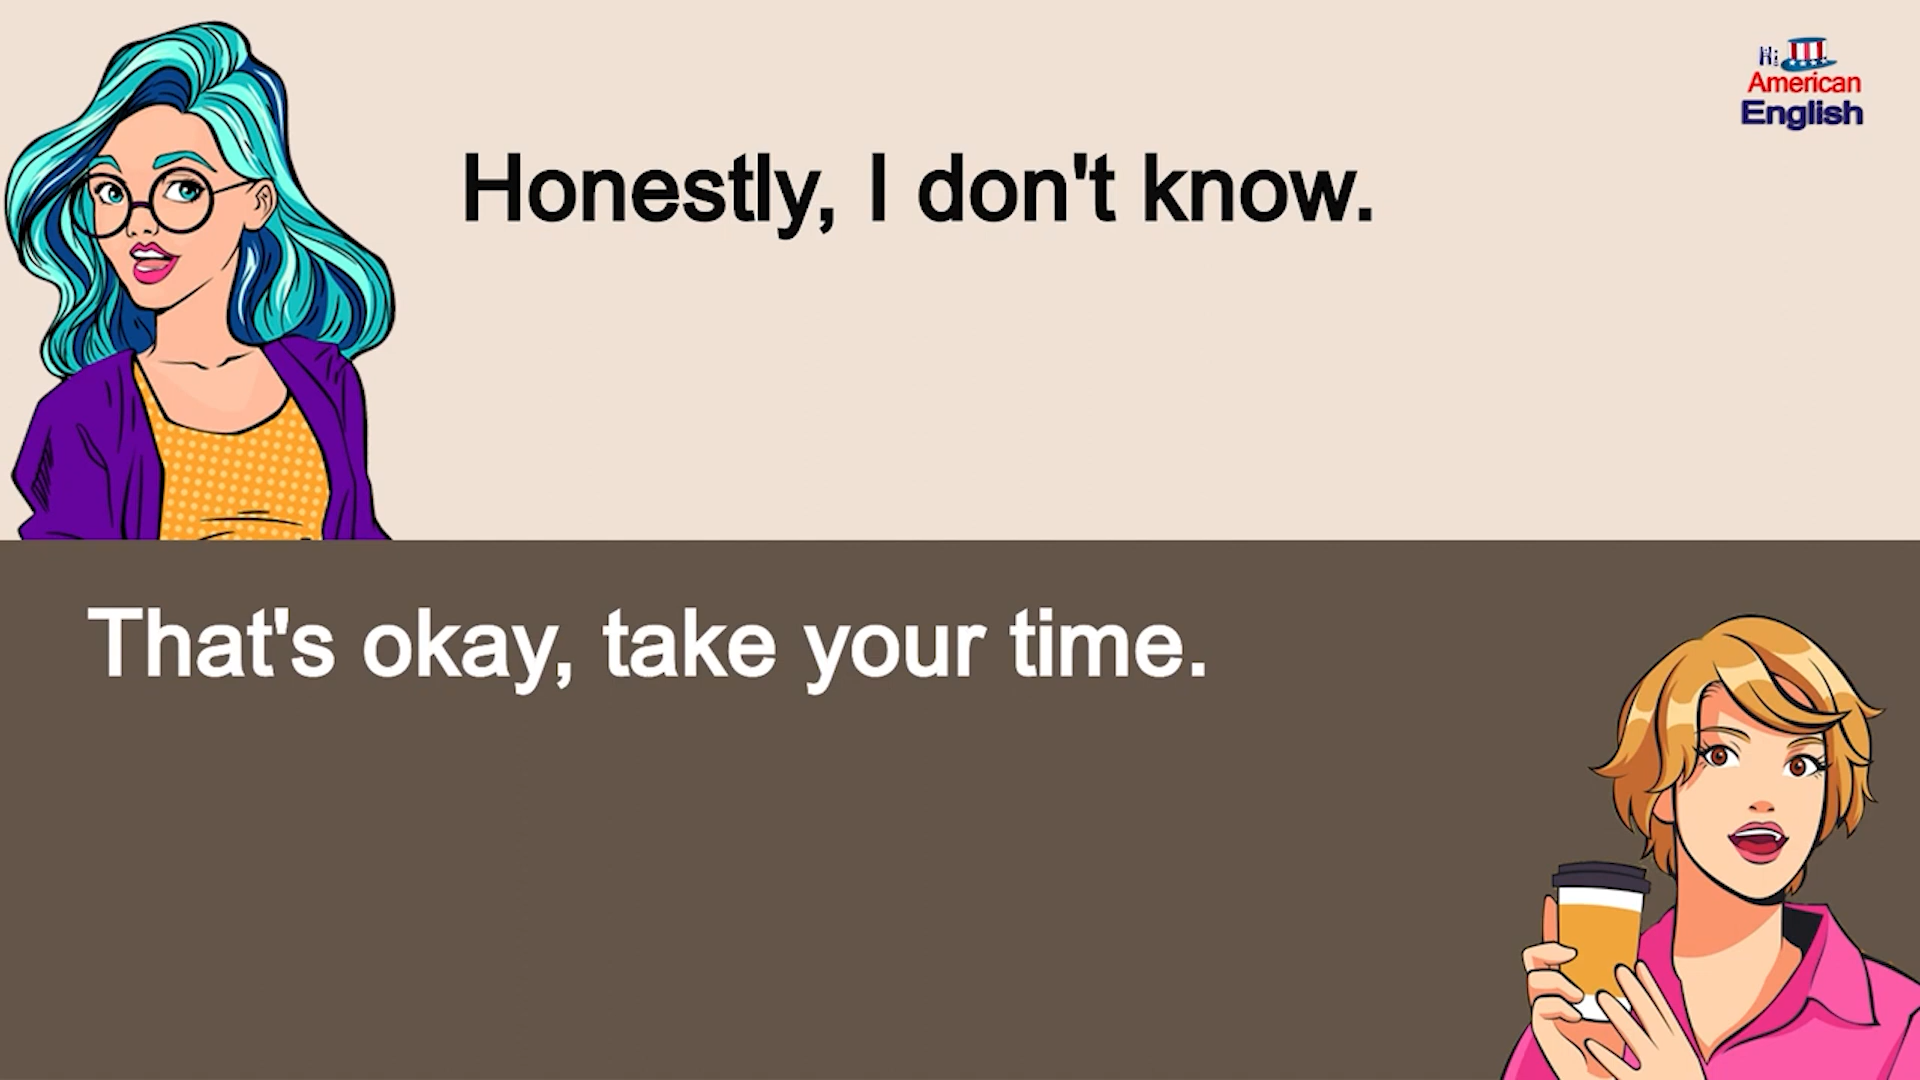 Hi
American
English
Honestly, I don't know.
That's okay, take your time.